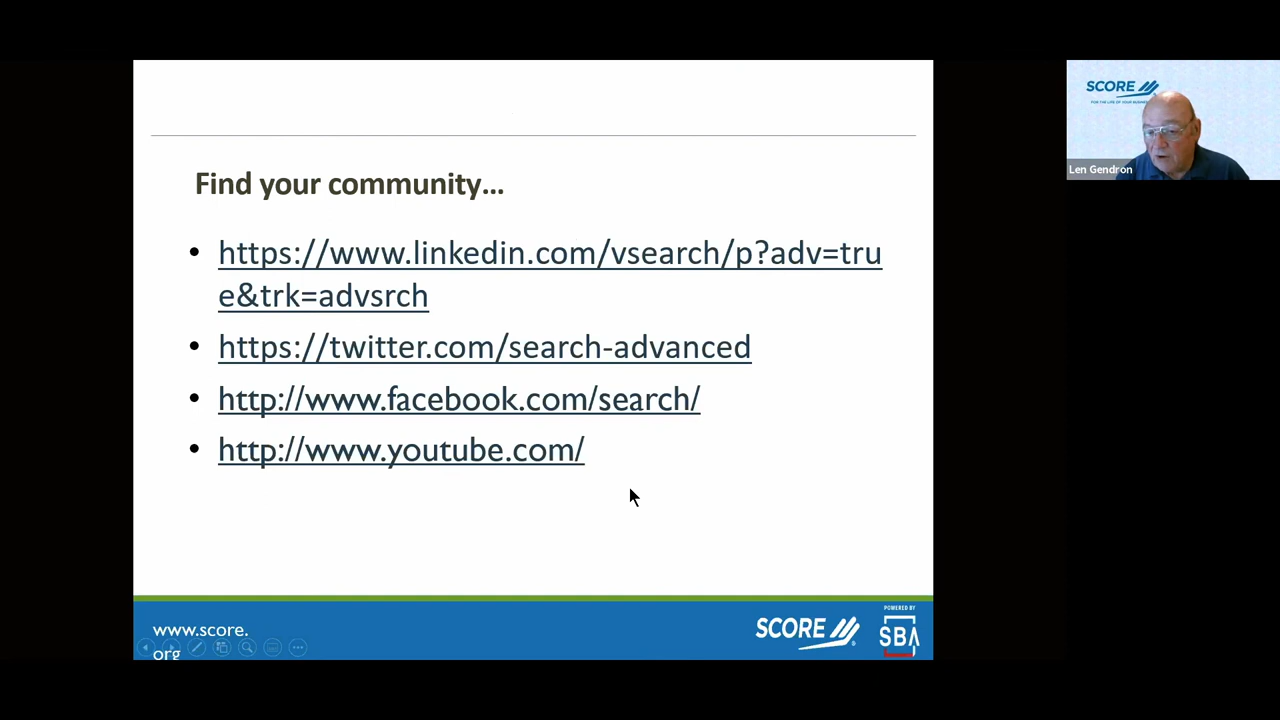 SCORE
FOR THE LIFE OF YOUR BUSINESS
Len Gendron
Find your community...
• https://www.linkedin.com/vsearch/p?adv=tru
e&trk=advsrch
• https://twitter.com/search-advanced
• http://www.facebook.com/search/
• http://www.youtube.com/
www.score.
org
SCORE
POWERED BY
SBA